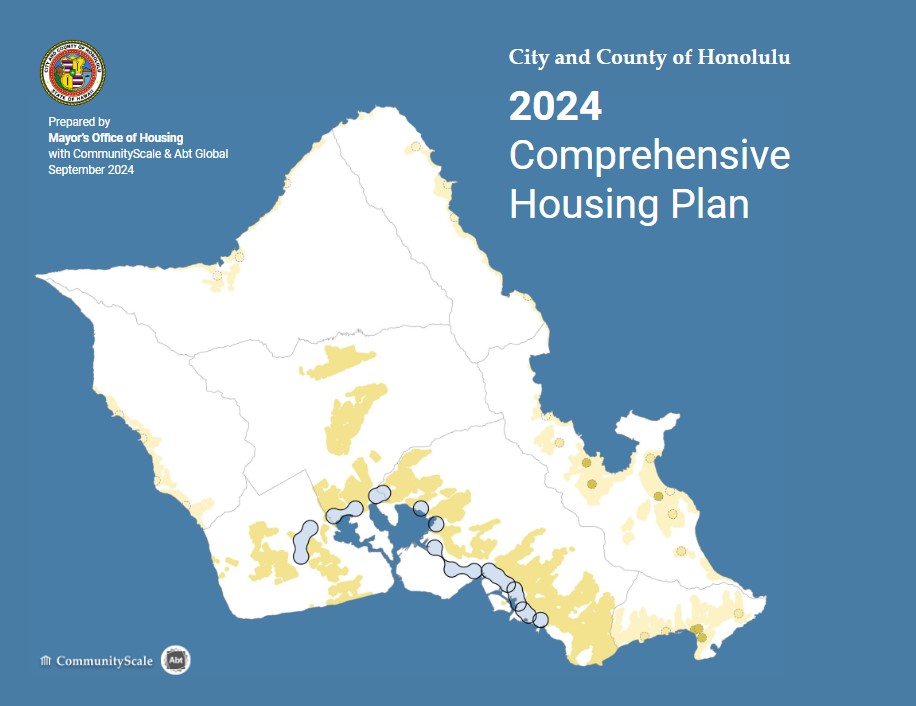 CITY AND COUNTY OF HONOLULU
STATE OF HAWAII
Prepared by
Mayor's Office of Housing
with CommunityScale & Abt Global
September 2024
City and County of Honolulu
2024
Comprehensive
Housing Plan
CommunityScale
Abt